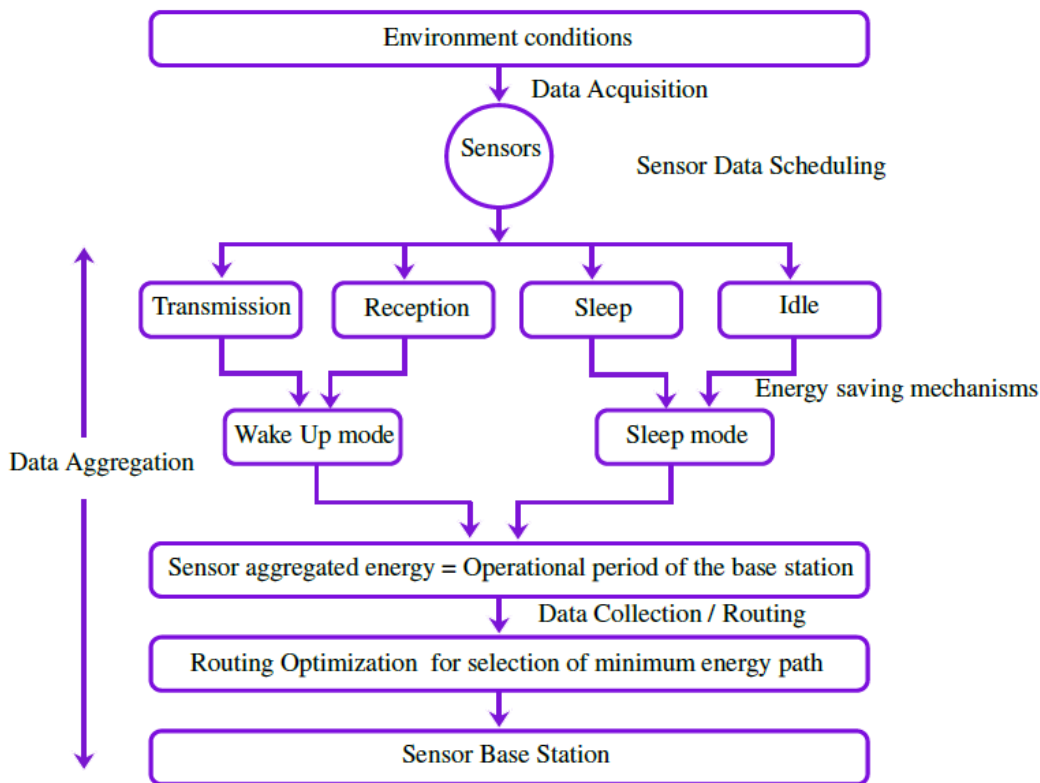 Environment conditions
Data Acquisition
Sensors
Sensor Data Scheduling
Transmission
Reception
Sleep
Idle
Energy saving mechanisms
Wake Up mode
Sleep mode
Data Aggregation
Sensor aggregated energy = Operational period of the base station
Data Collection / Routing
Routing Optimization for selection of minimum energy path
Sensor Base Station